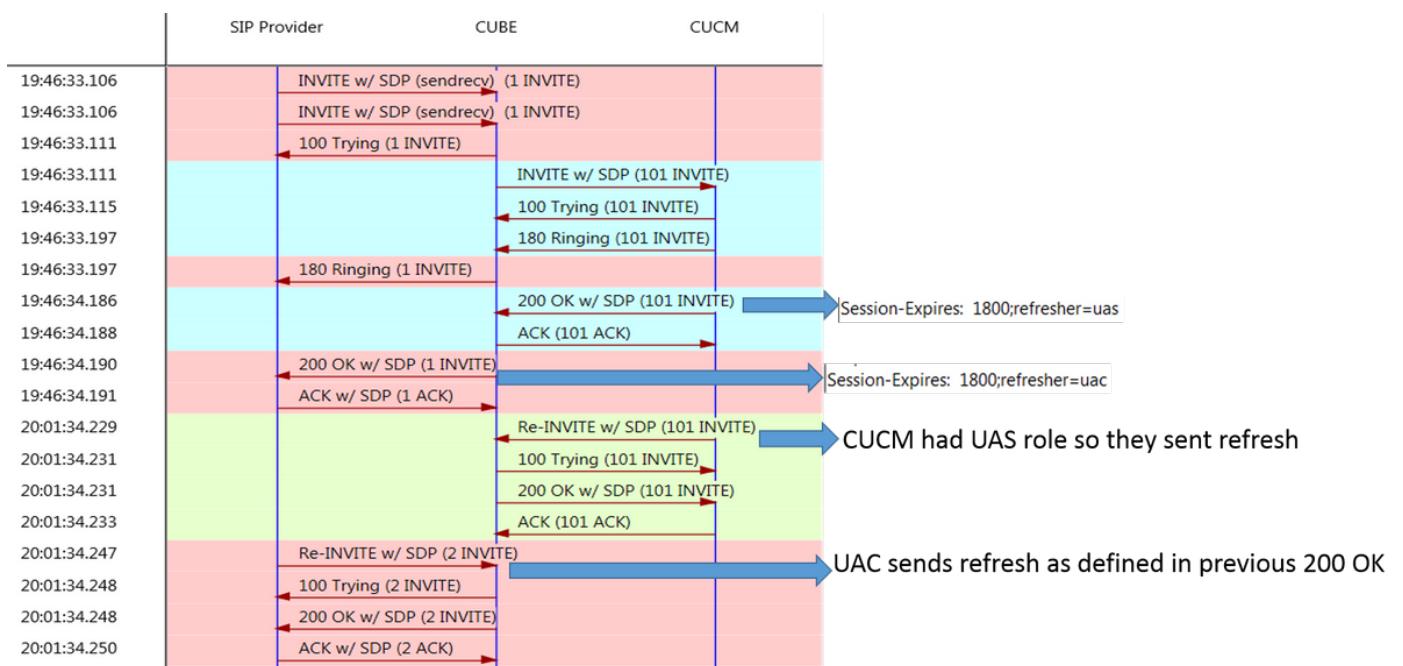 SIP Provider CUBE CUCM
19:46:33.106 INVITE w/ SDP (sendrecv) (1 INVITE)
19:46:33.106 INVITE w/ SDP (sendrecv) (1 INVITE)
19:46:33.111 100 Trying (1 INVITE)
19:46:33.111 INVITE w/ SDP (101 INVITE)
19:46:33.115 100 Trying (101 INVITE)
19:46:33.197 180 Ringing (101 INVITE)
19:46:33.197 180 Ringing (1 INVITE)
19:46:34.186 200 OK w/ SDP (101 INVITE) Session-Expires: 1800;refresher=uas
19:46:34.188 ACK (101 ACK)
19:46:34.190 200 OK w/ SDP (1 INVITE) Session-Expires: 1800;refresher=uac
19:46:34.191 ACK w/ SDP (1 ACK)
20:01:34.229 Re-INVITE w/ SDP (101 INVITE) CUCM had UAS role so they sent refresh
20:01:34.231 100 Trying (101 INVITE)
20:01:34.231 200 OK w/ SDP (101 INVITE)
20:01:34.233 ACK (101 ACK)
20:01:34.247 Re-INVITE w/ SDP (2 INVITE) UAC sends refresh as defined in previous 200 OK
20:01:34.248 100 Trying (2 INVITE)
20:01:34.248 200 OK w/ SDP (2 INVITE)
20:01:34.250 ACK w/ SDP (2 ACK)